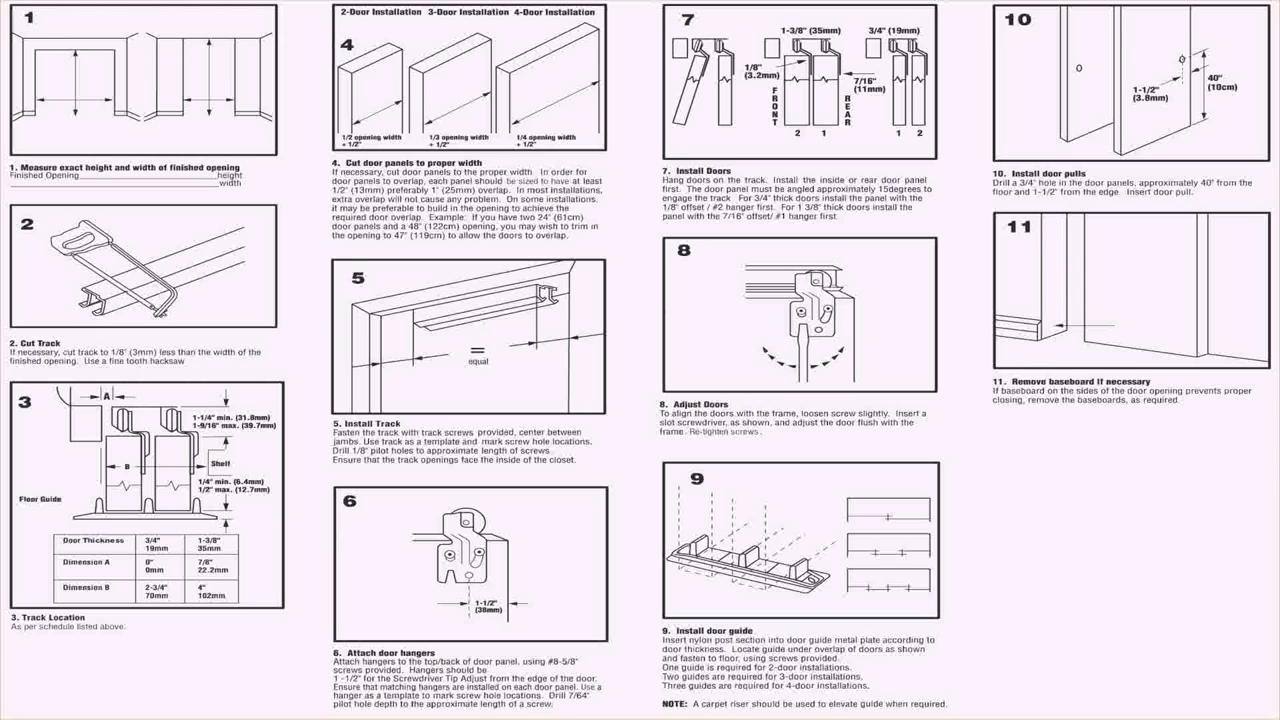 1
1. Measure exact height and width of finished opening
Finished Opening____________________height
____________________width
2
2. Cut Track
If necessary, cut track to 1/8" (3mm) less than the width of the
finished opening. Use a fine tooth hacksaw
3
A
1-1/4" min. (31.8mm)
1-9/16" max. (39.7mm)
B
Shelf
1/4" min. (6.4mm)
1/2" max. (12.7mm)
Floor Guide
Door Thickness 3/4" 1-3/8"
19mm 35mm
Dimension A 0" 7/8"
0mm 22.2mm
Dimension B 2-3/4" 4"
70mm 102mm
3. Track Location
As per schedule listed above.
2-Door Installation 3-Door Installation 4-Door Installation
4
1/2 opening width 1/3 opening width 1/4 opening width
+ 1/2" + 1/2" + 1/2"
4. Cut door panels to proper width
If necessary, cut door panels to the proper width In order for
door panels to overlap, each panel should be sized to have at least
1/2" (13mm) preferably 1" (25mm) overlap. In most installations,
extra overlap will not cause any problem. On some installations,
it may be preferable to build in the opening to achieve the
required door overlap. Example: If you have two 24" (61cm)
door panels and a 48" (122cm) opening, you may wish to trim in
the opening to 47" (119cm) to allow the doors to overlap.
5
=
equal
5. Install Track
Fasten the track with track screws provided, center between
jambs. Use track as a template and mark screw hole locations.
Drill 1/8" pilot holes to approximate length of screws
Ensure that the track openings face the inside of the closet.
6
1-1/2"
(38mm)
6. Attach door hangers
Attach hangers to the top/back of door panel, using #8-5/8"
screws provided. Hangers should be
1 -1/2" for the Screwdriver Tip Adjust from the edge of the door.
Ensure that matching hangers are installed on each door panel. Use a
hanger as a template to mark screw hole locations. Drill 7/64"
pilot hole depth to the approximate length of a screw.
7
1-3/8" (35mm) 3/4" (19mm)
1/8"
(3.2mm)
7/16"
(11mm)
FRONT
REAR
2 1 1 2
7. Install Doors
Hang doors on the track. Install the inside or rear door panel
first. The door panel must be angled approximately 15degrees to
engage the track For 3/4" thick doors install the panel with the
1/8" offset / #2 hanger first. For 1 3/8" thick doors install the
panel with the 7/16" offset/ #1 hanger first
8
8. Adjust Doors
To align the doors with the frame, loosen screw slightly. Insert a
slot screwdriver, as shown, and adjust the door flush with the
frame. Re-tighten screws.
9
9. Install door guide
Insert nylon post section into door guide metal plate according to
door thickness. Locate guide under overlap of doors as shown
and fasten to floor, using screws provided.
One guide is required for 2-door installations.
Two guides are required for 3-door installations,
Three guides are required for 4-door installations.
NOTE: A carpet riser should be used to elevate guide when required.
10
1-1/2"
(3.8mm)
40"
(10cm)
10. Install door pulls
Drill a 3/4" hole in the door panels, approximately 40" from the
floor and 1-1/2" from the edge. Insert door pull.
11
11. Remove baseboard If necessary
If baseboard on the sides of the door opening prevents proper
closing, remove the baseboards, as required.